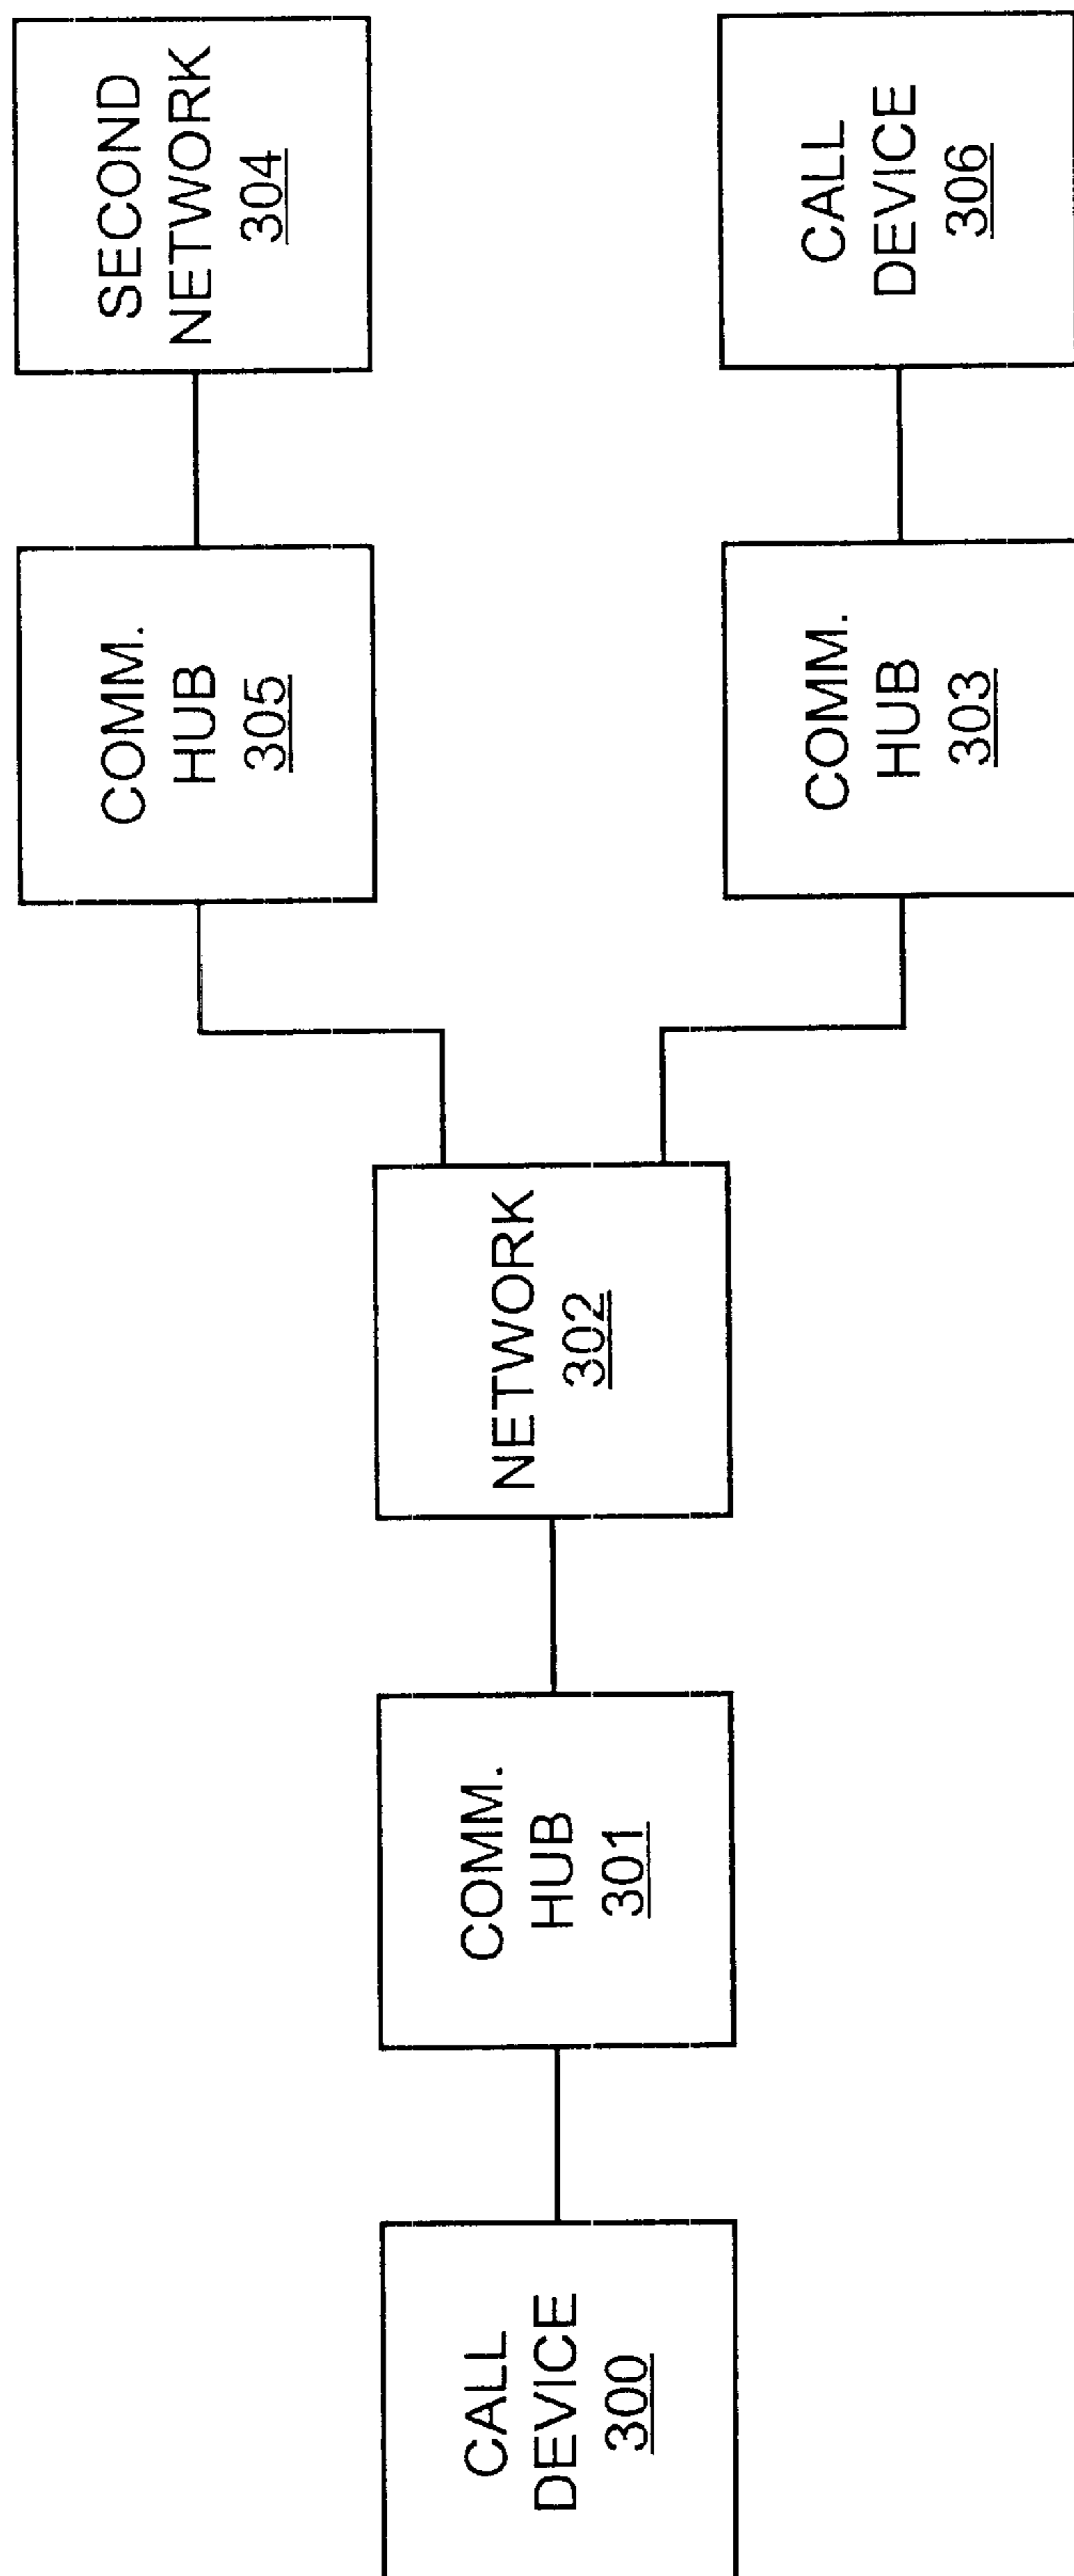 CALL
DEVICE
300
COMM.
HUB
301
NETWORK
302
COMM.
HUB
305
SECOND
NETWORK
304
COMM.
HUB
303
CALL
DEVICE
306